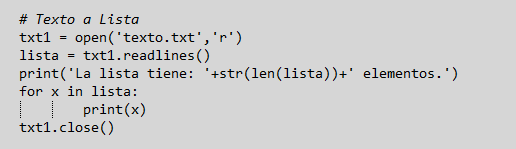 # Texto a Lista
txt1 = open('texto.txt','r')
lista = txt1.readlines()
print('La lista tiene: '+str(len(lista))+' elementos.')
for x in lista:
        print(x)
txt1.close()